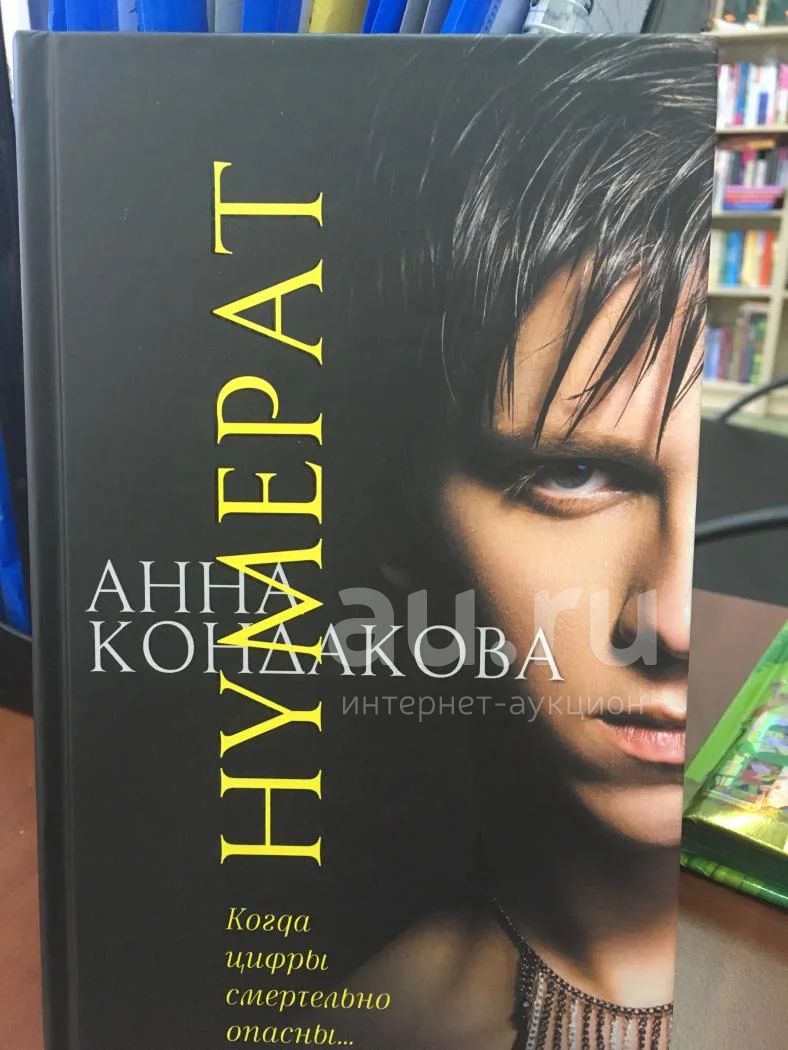 НУМЕРАТ
АННА
КОНДАКОВА
au.ru
интернет-аукцион
Когда
цифры
смертельно
опасны...